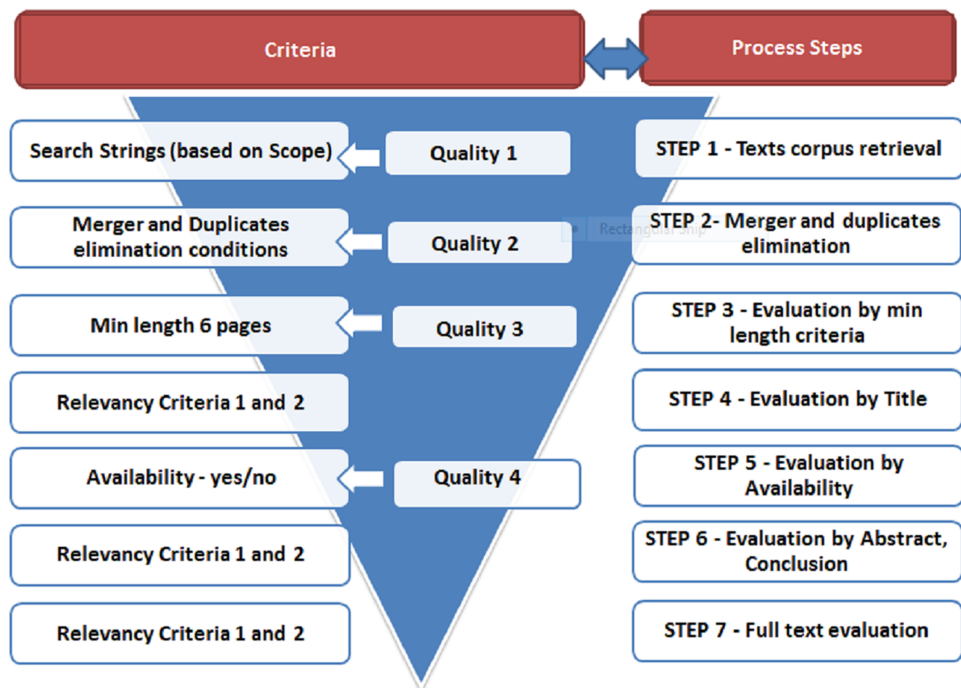 Criteria
Process Steps
Search Strings (based on Scope)
Quality 1
STEP 1 - Texts corpus retrieval
Merger and Duplicates
elimination conditions
Quality 2
Rectangular Snip
STEP 2- Merger and duplicates
elimination
Min length 6 pages
Quality 3
STEP 3 - Evaluation by min
length criteria
Relevancy Criteria 1 and 2
STEP 4 - Evaluation by Title
Availability - yes/no
Quality 4
STEP 5 - Evaluation by
Availability
Relevancy Criteria 1 and 2
STEP 6 - Evaluation by Abstract,
Conclusion
Relevancy Criteria 1 and 2
STEP 7 - Full text evaluation